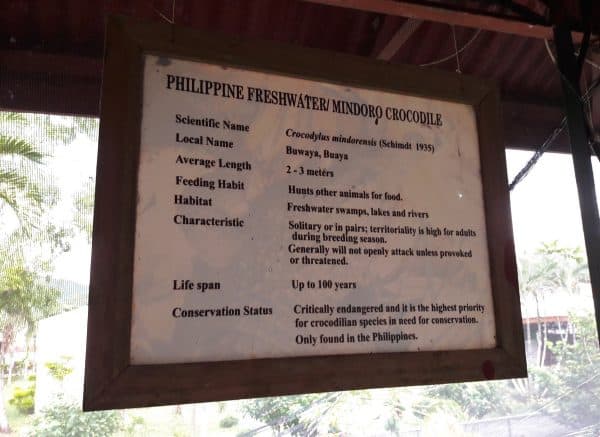 PHILIPPINE FRESHWATER/ MINDORO CROCODILE
Scientific Name Crocodylus mindorensis (Schimdt 1935)
Local Name Buwaya, Buaya
Average Length 2 - 3 meters
Feeding Habit Hunts other animals for food.
Habitat Freshwater swamps, lakes and rivers
Characteristic Solitary or in pairs; territoriality is high for adults
during breeding season.
Generally will not openly attack unless provoked
or threatened.
Life span Up to 100 years
Conservation Status Critically endangered and it is the highest priority
for crocodilian species in need for conservation.
Only found in the Philippines.